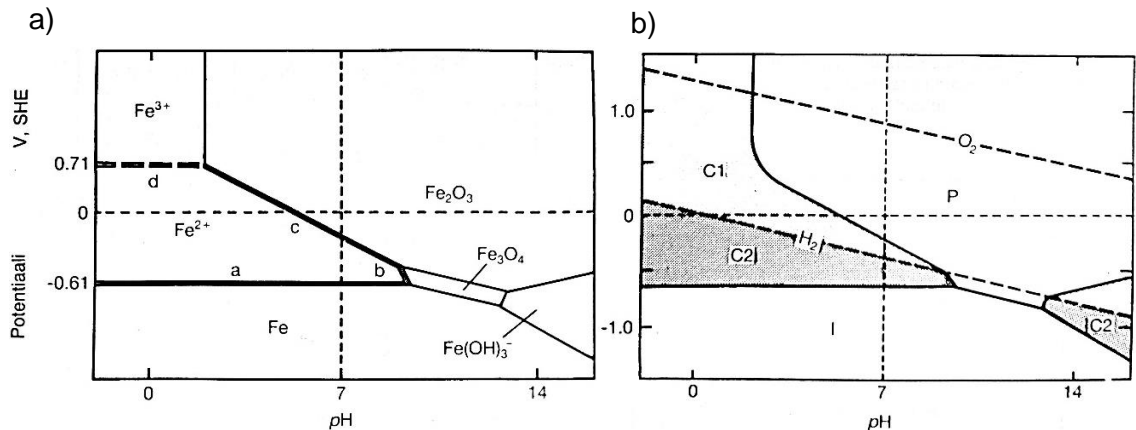 a)
V, SHE
Potentiaali
0.71
0
-0.61
Fe³⁺
d
Fe²⁺
c
Fe₂O₃
a
b
Fe₃O₄
Fe
Fe(OH)₃⁻
0
7
14
pH
b)
1.0
0
-1.0
O₂
C1
P
H₂
C2
C2
I
0
7
14
pH